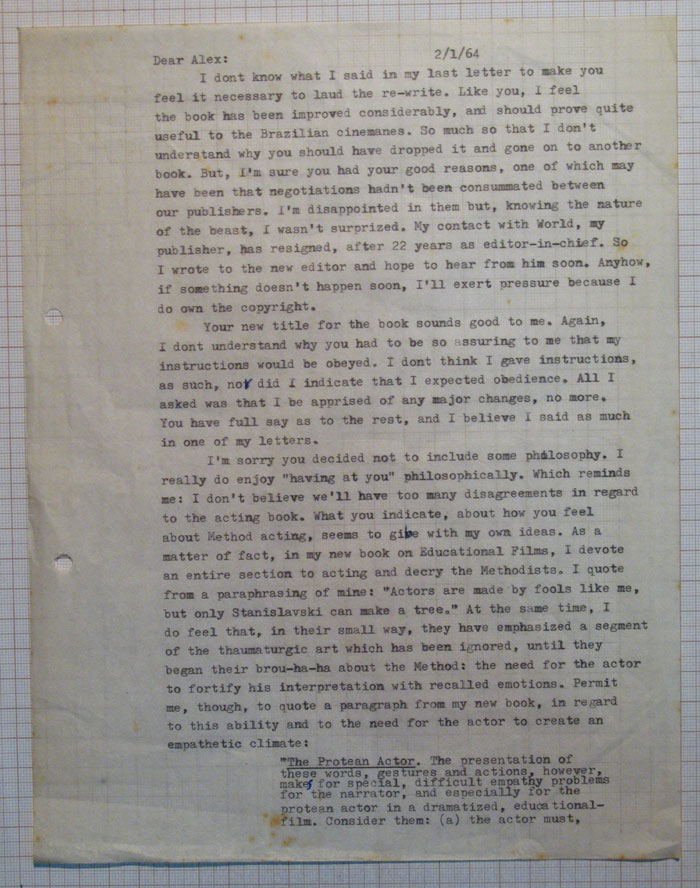 Dear Alex: 2/1/64
I dont know what I said in my last letter to make you
feel it necessary to laud the re-write. Like you, I feel
the book has been improved considerably, and should prove quite
useful to the Brazilian cinemanes. So much so that I don't
understand why you should have dropped it and gone on to another
book. But, I'm sure you had your good reasons, one of which may
have been that negotiations hadn't been consummated between
our publishers. I'm disappointed in them but, knowing the nature
of the beast, I wasn't surprized. My contact with World, my
publisher, has resigned, after 22 years as editor-in-chief. So
I wrote to the new editor and hope to hear from him soon. Anyhow,
if something doesn't happen soon, I'll exert pressure because I
do own the copyright.
Your new title for the book sounds good to me. Again,
I dont understand why you had to be so assuring to me that my
instructions would be obeyed. I dont think I gave instructions,
as such, nor did I indicate that I expected obedience. All I
asked was that I be apprised of any major changes, no more.
You have full say as to the rest, and I believe I said as much
in one of my letters.
I'm sorry you decided not to include some philosophy. I
really do enjoy "having at you" philosophically. Which reminds
me: I don't believe we'll have too many disagreements in regard
to the acting book. What you indicate, about how you feel
about Method acting, seems to gibe with my own ideas. As a
matter of fact, in my new book on Educational Films, I devote
an entire section to acting and decry the Methodists. I quote
from a paraphrasing of mine: "Actors are made by fools like me,
but only Stanislavski can make a tree." At the same time, I
do feel that, in their small way, they have emphasized a segment
of the thaumaturgic art which has been ignored, until they
began their brou-ha-ha about the Method: the need for the actor
to fortify his interpretation with recalled emotions. Permit
me, though, to quote a paragraph from my new book, in regard
to this ability and to the need for the actor to create an
empathetic climate:
"The Protean Actor. The presentation of
these words, gestures and actions, however,
makes for special, difficult empathy problems
for the narrator, and especially for the
protean actor in a dramatized, educational-
film. Consider them: (a) the actor must,